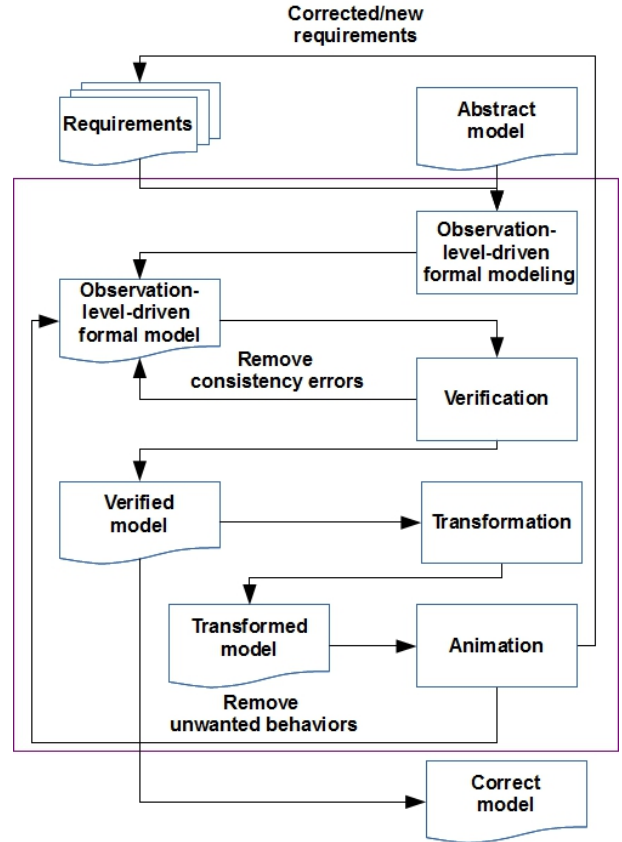 Corrected/new
requirements
Requirements
Abstract
model
Observation-
level-driven
formal modeling
Observation-
level-driven
formal model
Remove
consistency errors
Verification
Verified
model
Transformation
Transformed
model
Animation
Remove
unwanted behaviors
Correct
model